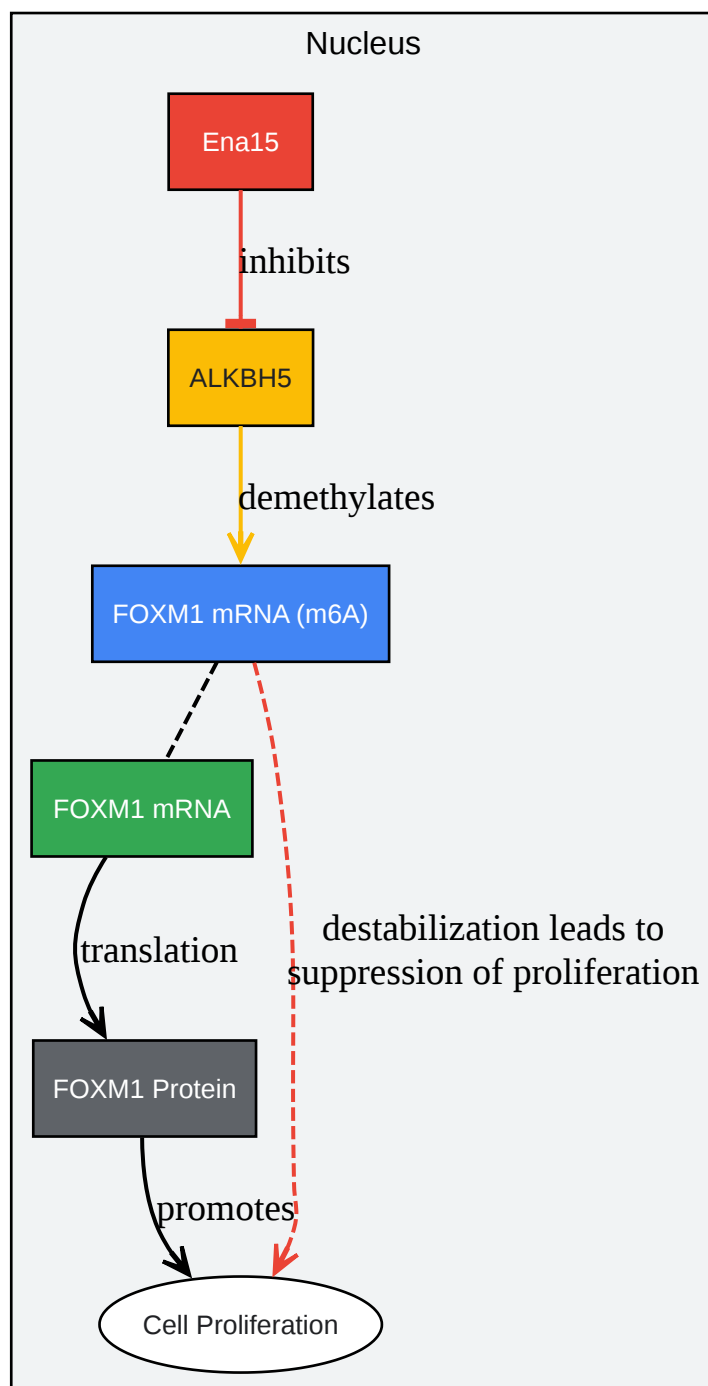 Nucleus
Ena15
inhibits
ALKBH5
demethylates
FOXM1 mRNA (m6A)
FOXM1 mRNA
destabilization leads to
suppression of proliferation
translation
FOXM1 Protein
promotes
Cell Proliferation